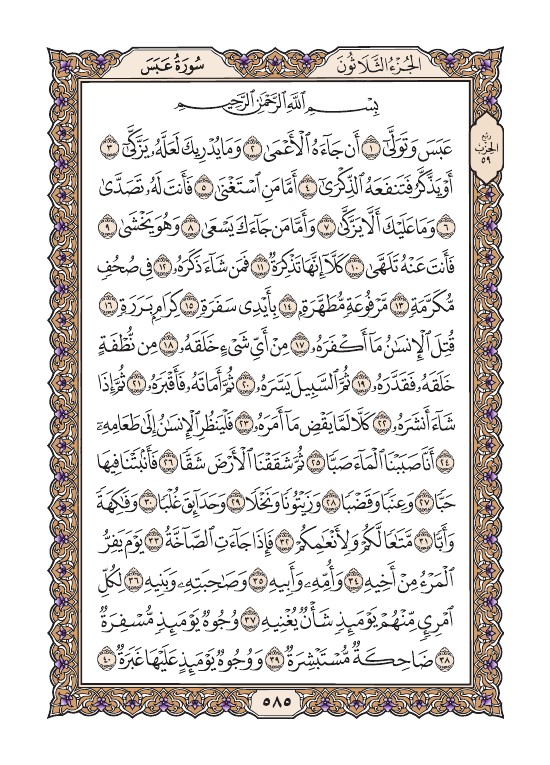 سُورَةُ عَبَسَ الجُزْءُ الثَّلَاثُونَ
ربع الحزب ٥٩
بِسْمِ اللَّهِ الرَّحْمَٰنِ الرَّحِيمِ
عَبَسَ وَتَوَلَّىٰٓ ١ أَن جَآءَهُ ٱلْأَعْمَىٰ ٢ وَمَا يُدْرِيكَ لَعَلَّهُۥ يَزَّكَّىٰٓ ٣
أَوْ يَذَّكَّرُ فَتَنفَعَهُ ٱلذِّكْرَىٰٓ ٤ أَمَّا مَنِ ٱسْتَغْنَىٰ ٥ فَأَنتَ لَهُۥ تَصَدَّىٰ
٦ وَمَا عَلَيْكَ أَلَّا يَزَّكَّىٰ ٧ وَأَمَّا مَن جَآءَكَ يَسْعَىٰ ٨ وَهُوَ يَخْشَىٰ ٩
فَأَنتَ عَنْهُ تَلَهَّىٰ ١٠ كَلَّآ إِنَّهَا تَذْكِرَةٌ ١١ فَمَن شَآءَ ذَكَرَهُۥ ١٢ فِى صُحُفٍ
مُّكَرَّمَةٍ ١٣ مَّرْفُوعَةٍ مُّطَهَّرَةٍۭ ١٤ بِأَيْدِى سَفَرَةٍ ١٥ كِرَامٍۭ بَرَرَةٍ ١٦
قُتِلَ ٱلْإِنسَٰنُ مَآ أَكْفَرَهُۥ ١٧ مِنْ أَىِّ شَىْءٍ خَلَقَهُۥ ١٨ مِن نُّطْفَةٍ
خَلَقَهُۥ فَقَدَّرَهُۥ ١٩ ثُمَّ ٱلسَّبِيلَ يَسَّرَهُۥ ٢٠ ثُمَّ أَمَاتَهُۥ فَأَقْبَرَهُۥ ٢١ ثُمَّ إِذَا
شَآءَ أَنشَرَهُۥ ٢٢ كَلَّا لَمَّا يَقْضِ مَآ أَمَرَهُۥ ٢٣ فَلْيَنظُرِ ٱلْإِنسَٰنُ إِلَىٰ طَعَامِهِۦٓ
٢٤ أَنَّا صَبَبْنَا ٱلْمَآءَ صَبًّا ٢٥ ثُمَّ شَقَقْنَا ٱلْأَرْضَ شَقًّا ٢٦ فَأَنۢبَتْنَا فِيهَا
حَبًّا ٢٧ وَعِنَبًا وَقَضْبًا ٢٨ وَزَيْتُونًا وَنَخْلًا ٢٩ وَحَدَآئِقَ غُلْبًا ٣٠ وَفَٰكِهَةً
وَأَبًّا ٣١ مَّتَٰعًا لَّكُمْ وَلِأَنْعَٰمِكُمْ ٣٢ فَإِذَا جَآءَتِ ٱلصَّآخَّةُ ٣٣ يَوْمَ يَفِرُّ
ٱلْمَرْءُ مِنْ أَخِيهِ ٣٤ وَأُمِّهِۦ وَأَبِيهِ ٣٥ وَصَٰحِبَتِهِۦ وَبَنِيهِ ٣٦ لِكُلِّ
ٱمْرِئٍ مِّنْهُمْ يَوْمَئِذٍ شَأْنٌ يُغْنِيهِ ٣٧ وُجُوهٌ يَوْمَئِذٍ مُّسْفِرَةٌ
٣٨ ضَاحِكَةٌ مُّسْتَبْشِرَةٌ ٣٩ وَوُجُوهٌ يَوْمَئِذٍ عَلَيْهَا غَبَرَةٌ ٤٠
٥٨٥